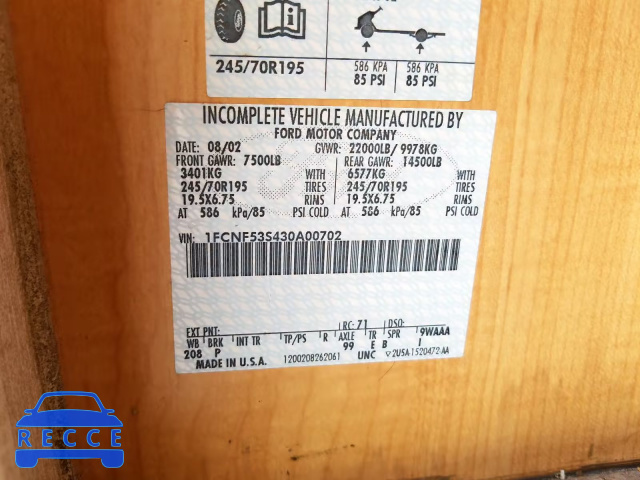 245/70R195
586 KPA 586 KPA
85 PSI 85 PSI
INCOMPLETE VEHICLE MANUFACTURED BY
FORD MOTOR COMPANY
DATE: 08/02 GVWR: 22000LB/ 9978KG
FRONT GAWR: 7500LB REAR GAWR: 14500LB
3401KG WITH 6577KG WITH
245/70R195 TIRES 245/70R195 TIRES
19.5X6.75 RIMS 19.5X6.75 RIMS
AT 586 kPa/85 PSI COLD AT 586 kPa/85 PSI COLD
VIN: 1FCNF53S430A00702
EXT PNT: RC: 71 DSO:
WB BRK INT TR TP/PS R AXLE TR SPR 9WAAA
208 P 99 E B I
MADE IN U.S.A. 1200208262061 UNC V2U5A-1520472-AA
RECCE